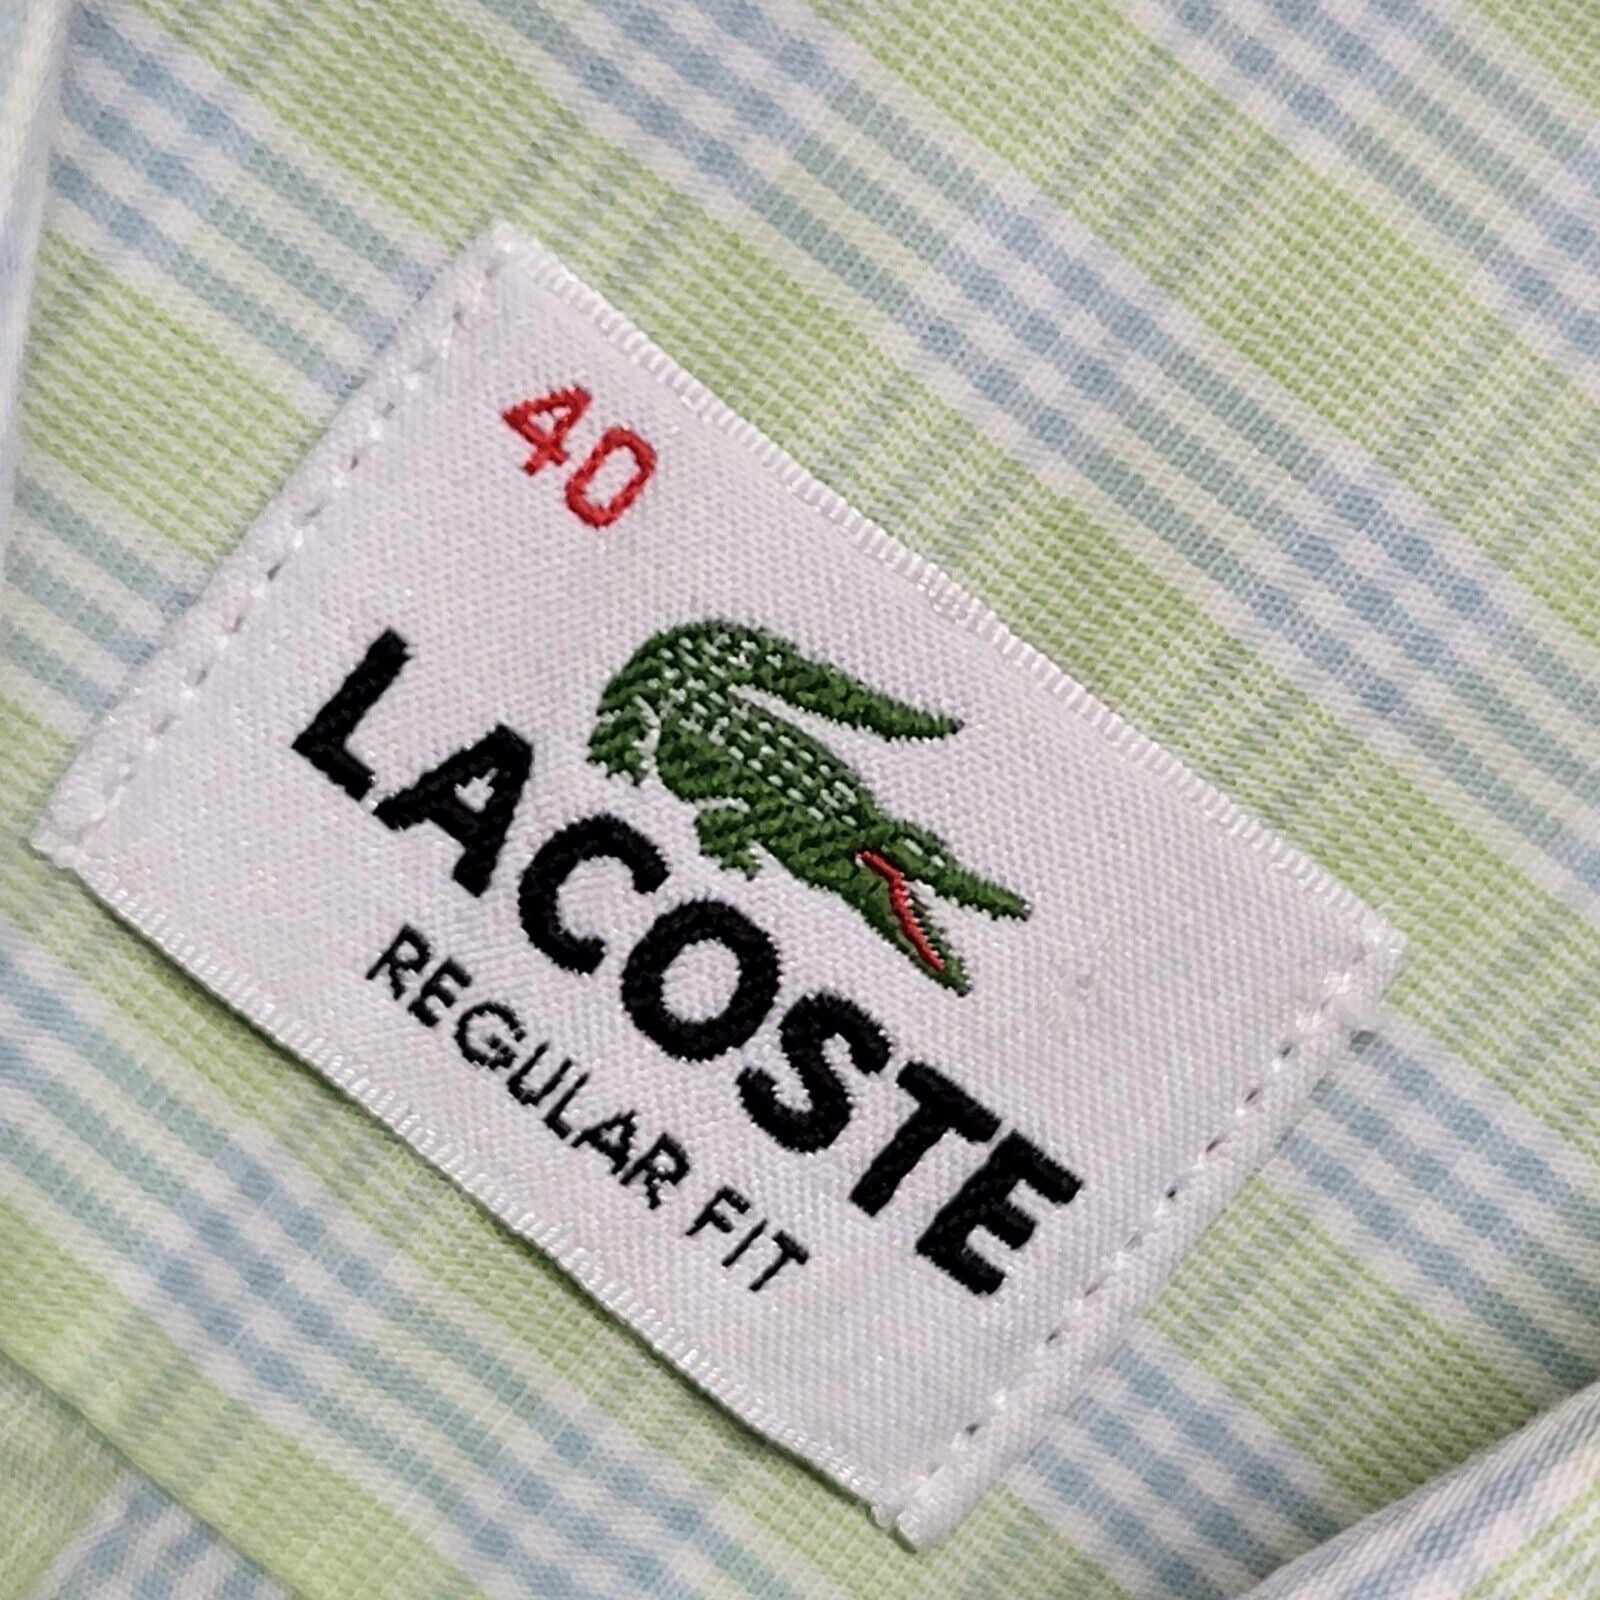 40
LACOSTE
REGULAR FIT